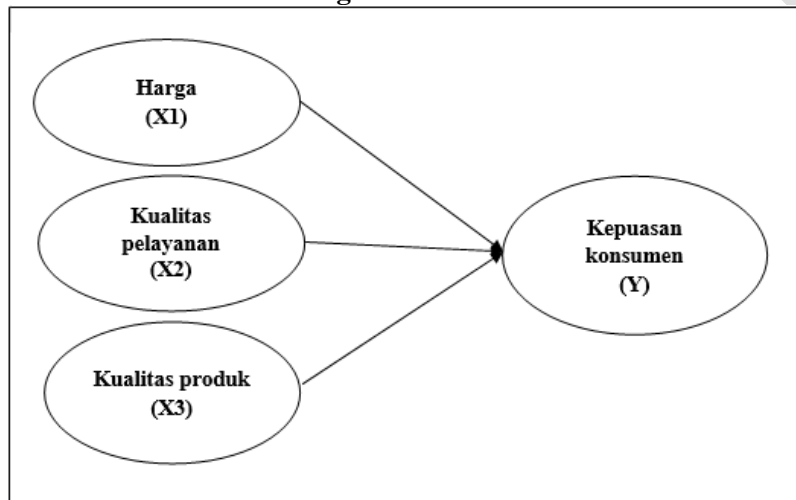 Harga
(X1)
Kualitas
pelayanan
(X2)
Kualitas produk
(X3)
Kepuasan
konsumen
(Y)